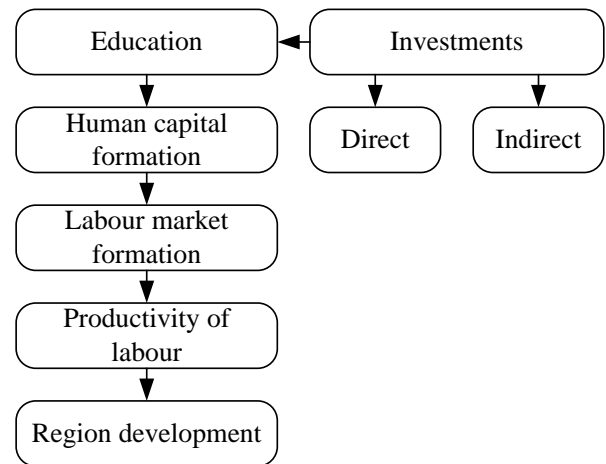 Education
Investments
Human capital
formation
Direct
Indirect
Labour market
formation
Productivity of
labour
Region development